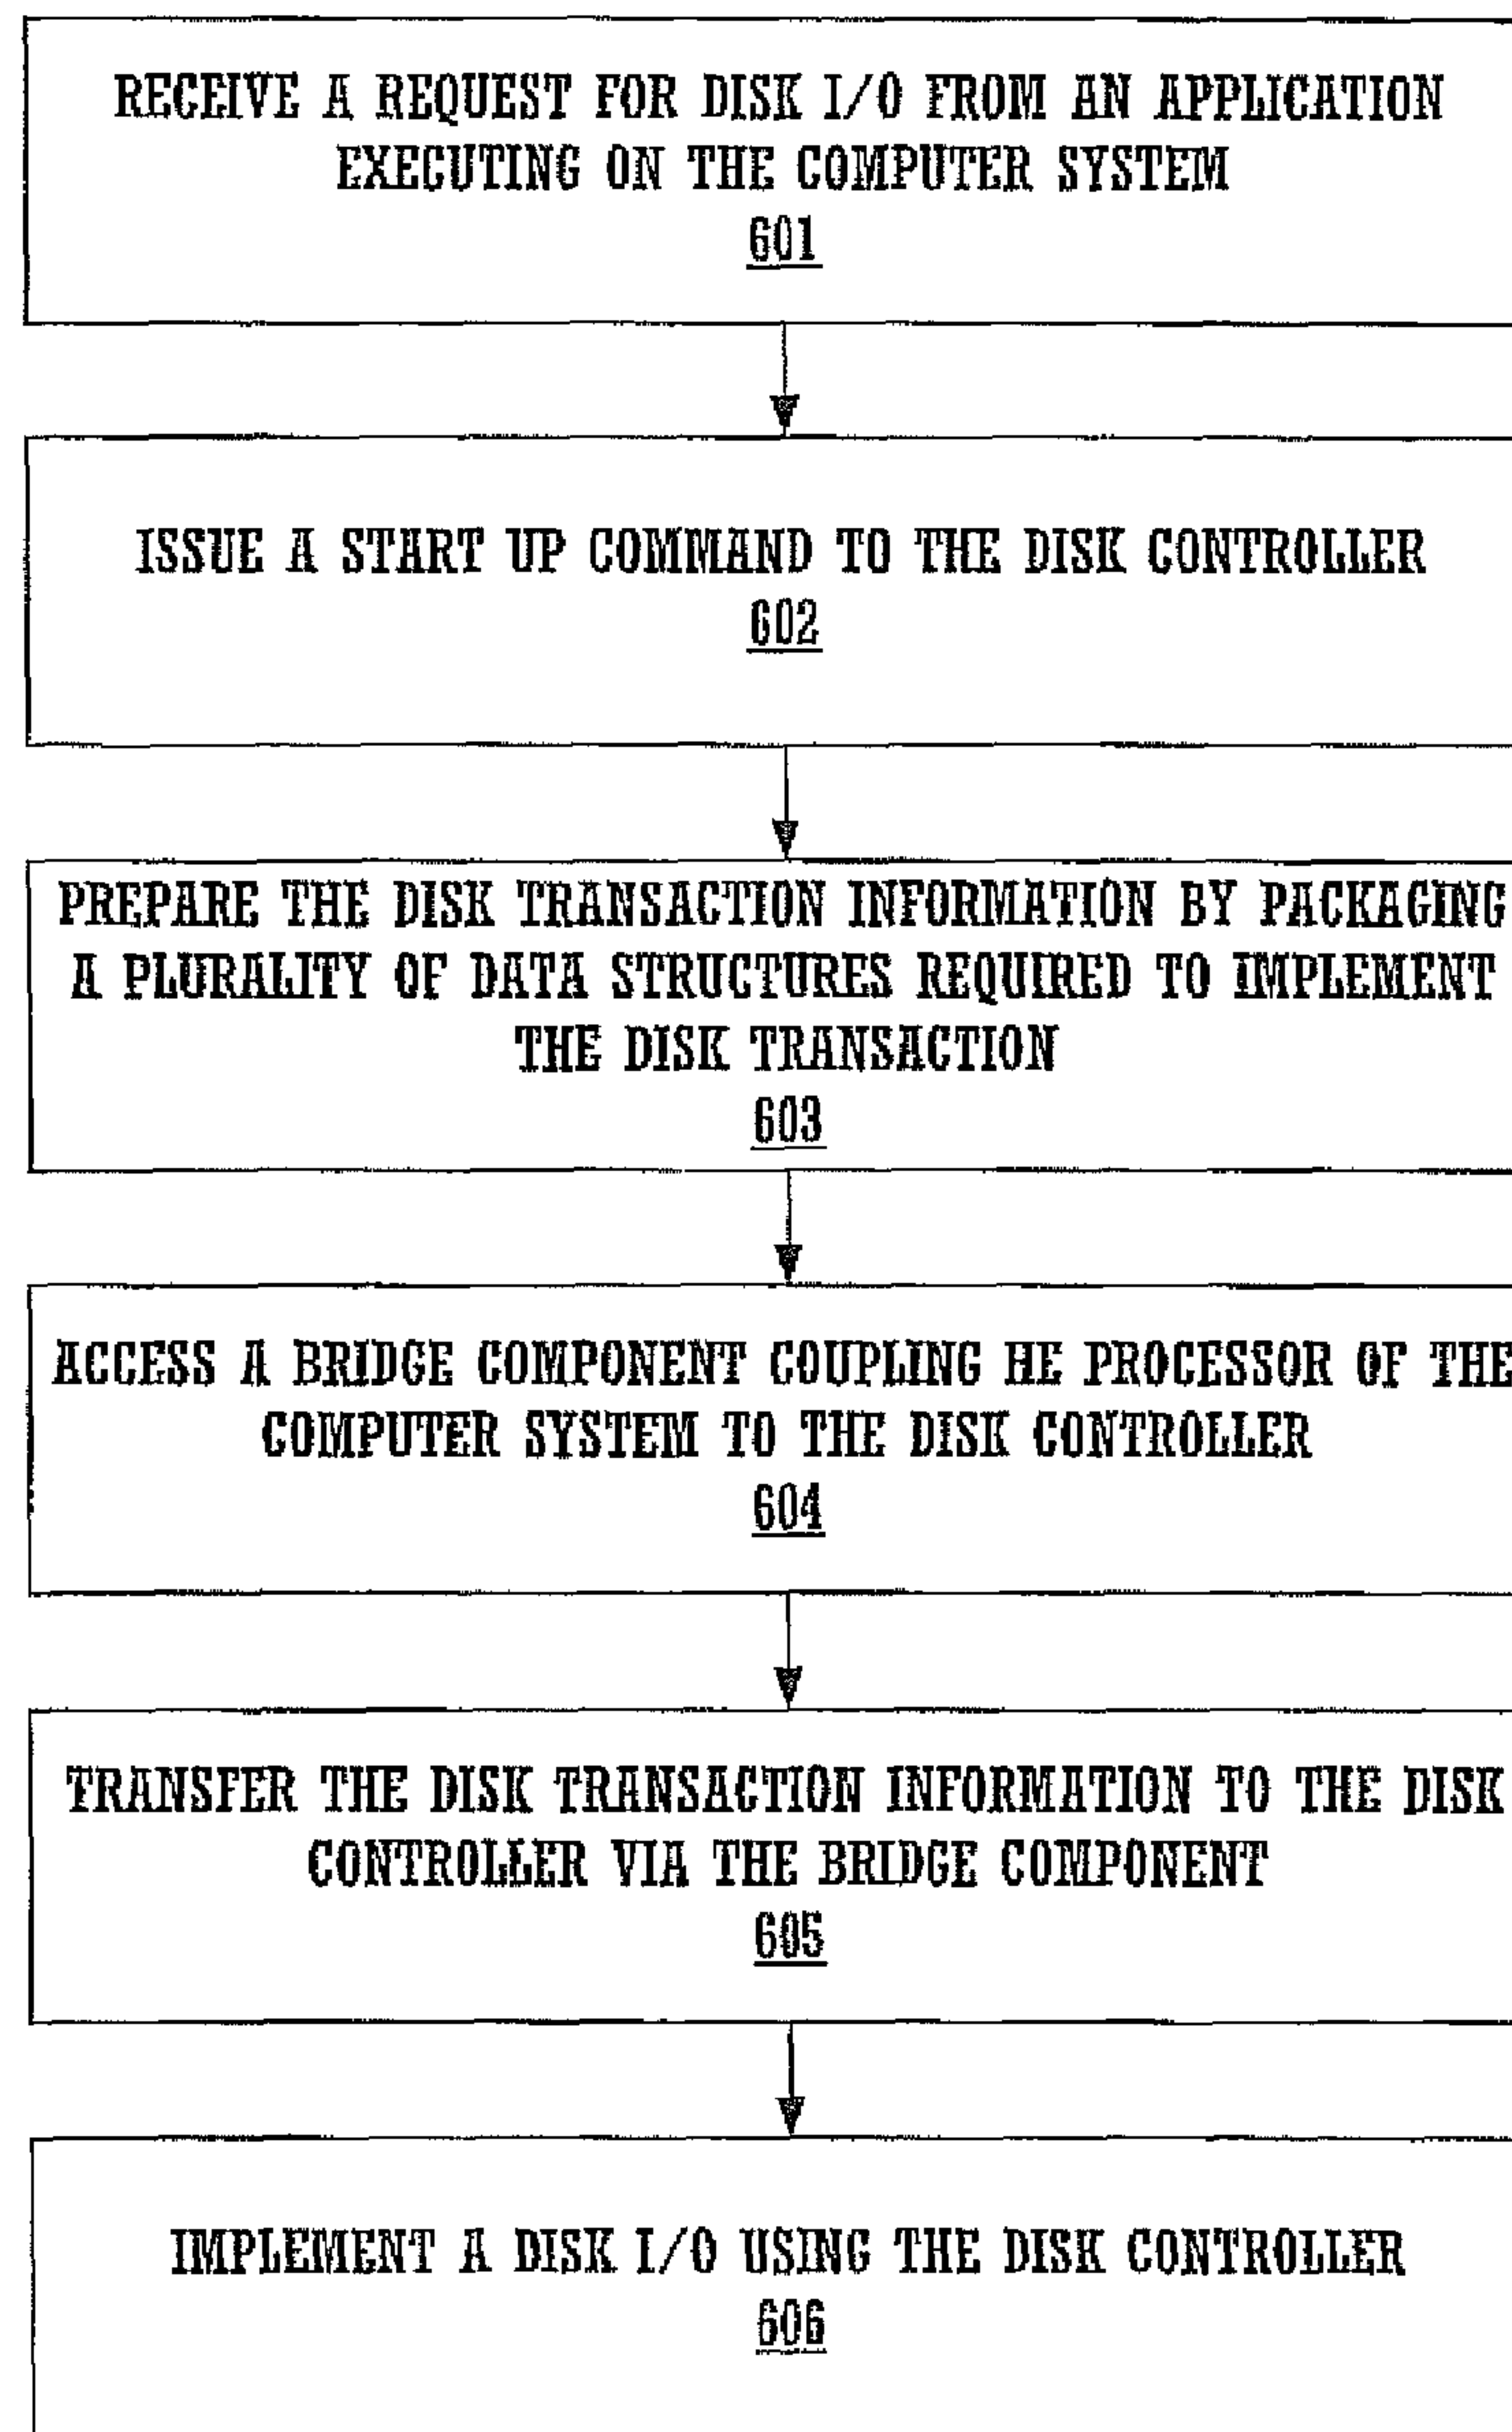 RECEIVE A REQUEST FOR DISK I/O FROM AN APPLICATION
EXECUTING ON THE COMPUTER SYSTEM
601
ISSUE A START UP COMMAND TO THE DISK CONTROLLER
602
PREPARE THE DISK TRANSACTION INFORMATION BY PACKAGING
A PLURALITY OF DATA STRUCTURES REQUIRED TO IMPLEMENT
THE DISK TRANSACTION
603
ACCESS A BRIDGE COMPONENT COUPLING HE PROCESSOR OF THE
COMPUTER SYSTEM TO THE DISK CONTROLLER
604
TRANSFER THE DISK TRANSACTION INFORMATION TO THE DISK
CONTROLLER VIA THE BRIDGE COMPONENT
605
IMPLEMENT A DISK I/O USING THE DISK CONTROLLER
606